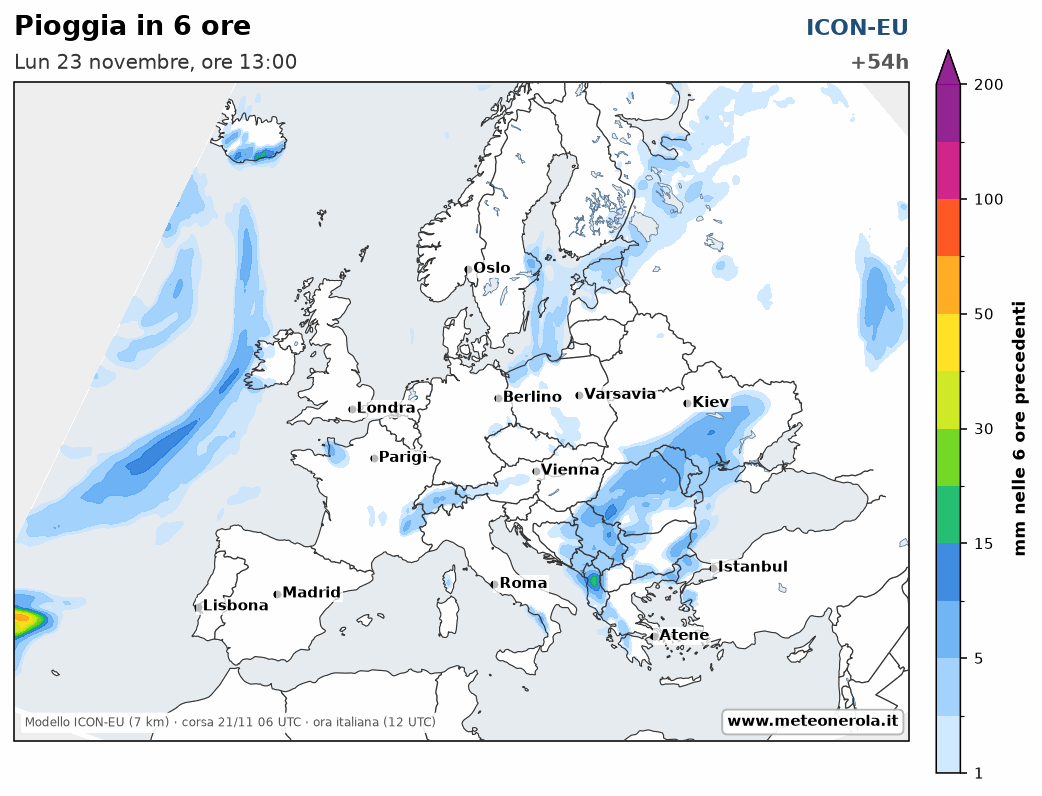 Pioggia in 6 ore
ICON-EU
Lun 23 novembre, ore 13:00
+54h
200
100
50
30
15
5
1
mm nelle 6 ore precedenti
Oslo
Berlino
Varsavia
Kiev
Londra
Parigi
Vienna
Istanbul
Roma
Madrid
Lisbona
Atene
Modello ICON-EU (7 km) · corsa 21/11 06 UTC · ora italiana (12 UTC)
www.meteonerola.it